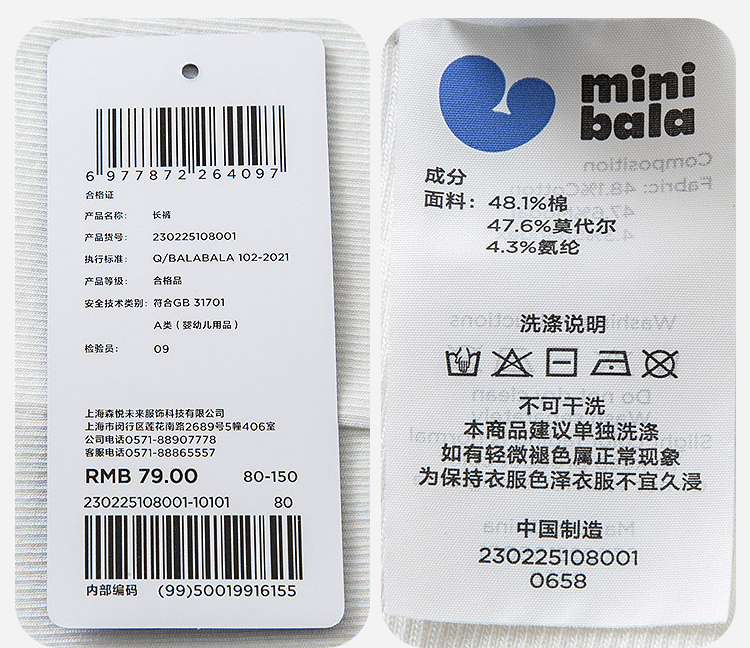 6 977872 264097
合格证
产品名称: 长裤
产品货号: 230225108001
执行标准: Q/BALABALA 102-2021
产品等级: 合格品
安全技术类别: 符合GB 31701
A类（婴幼儿用品）
检验员: 09
上海森悦未来服饰科技有限公司
上海市闵行区莲花南路2689号5幢406室
公司电话0571-88907778
客服电话0571-88865557
RMB 79.00 80-150
230225108001-10101 80
内部编码 (99)50019916155
mini
bala
成分
面料: 48.1%棉
47.6%莫代尔
4.3%氨纶
洗涤说明
不可干洗
本商品建议单独洗涤
如有轻微褪色属正常现象
为保持衣服色泽衣服不宜久浸
中国制造
230225108001
0658